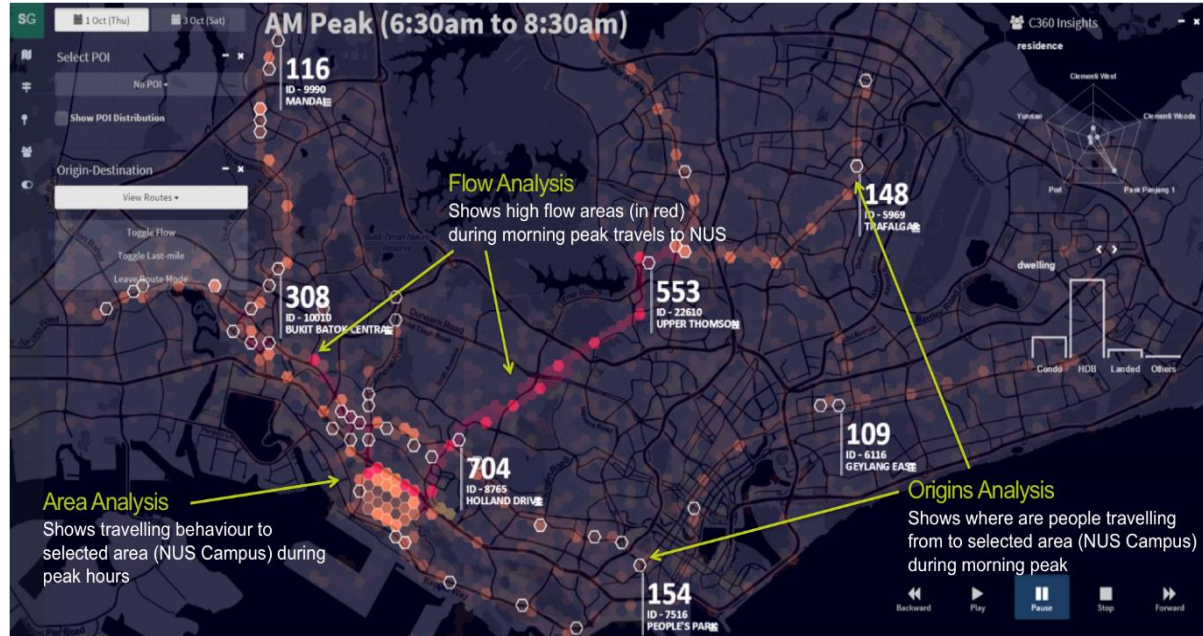 SG
1 Oct (Thu)
3 Oct (Sat)
AM Peak (6:30am to 8:30am)
C360 Insights
residence
Select POI
No POI
Show POI Distribution
116
ID - 9990
MANDAI
Clementi West
Yunnan
Clementi Woods
Port
Pasir Panjang 1
Origin-Destination
View Routes
Toggle Flow
Toggle Last-mile
Leave Route Mode
Flow Analysis
Shows high flow areas (in red)
during morning peak travels to NUS
148
ID - 5969
TRAFALGAR
dwelling
Condo
HDB
Landed
Others
308
ID - 10010
BUKIT BATOK CENTRAL
553
ID - 22610
UPPER THOMSON
Dunearn Road
109
ID - 6116
GEYLANG EAST
704
ID - 8765
HOLLAND DRIVE
Area Analysis
Shows travelling behaviour to
selected area (NUS Campus) during
peak hours
Origins Analysis
Shows where are people travelling
from to selected area (NUS Campus)
during morning peak
154
ID - 7516
PEOPLE'S PARK
Backward
Play
Pause
Stop
Forward